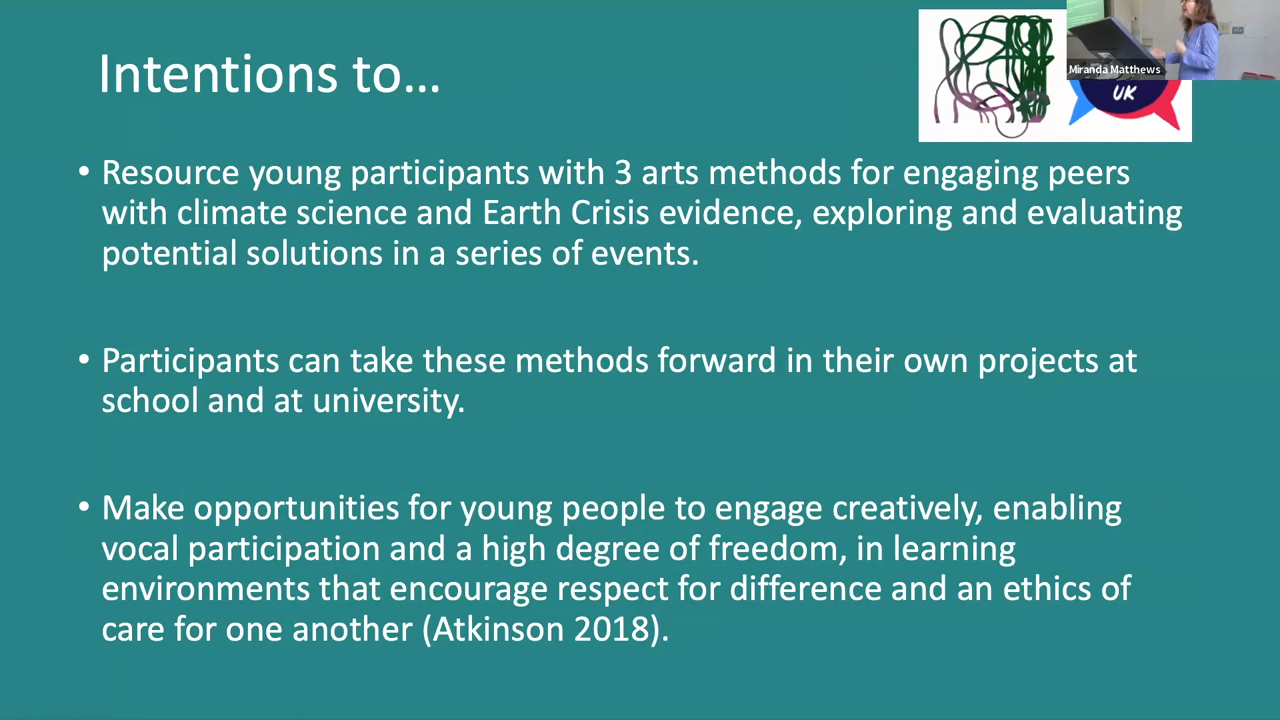 Intentions to…
Miranda Matthews
UK
• Resource young participants with 3 arts methods for engaging peers
with climate science and Earth Crisis evidence, exploring and evaluating
potential solutions in a series of events.
• Participants can take these methods forward in their own projects at
school and at university.
• Make opportunities for young people to engage creatively, enabling
vocal participation and a high degree of freedom, in learning
environments that encourage respect for difference and an ethics of
care for one another (Atkinson 2018).